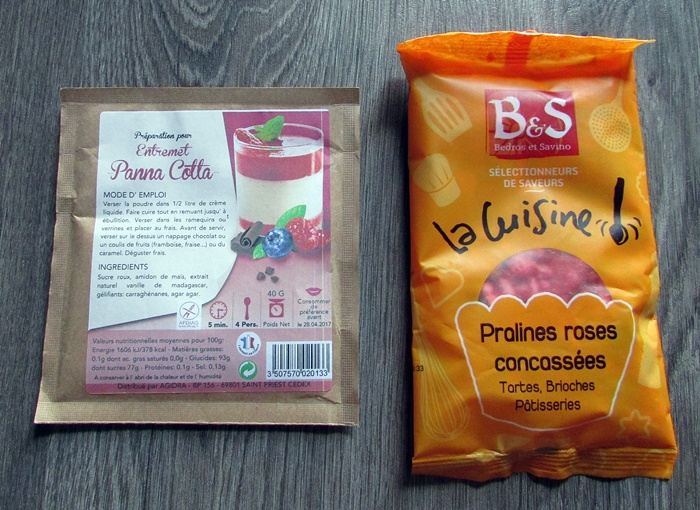 Préparation pour
Entremet
Panna Cotta
MODE D' EMPLOI
Verser la poudre dans 1/2 litre de crème
liquide. Faire cuire tout en remuant jusqu' à
ébullition. Verser dans les ramequins ou
verrines et placer au frais. Avant de servir,
verser sur le dessus un nappage chocolat ou
un coulis de fruits (framboise, fraise...) ou du
caramel. Déguster frais.
INGREDIENTS
Sucre roux, amidon de maïs, extrait
naturel vanille de madagascar,
gélifiants: carraghénanes, agar agar.
5 min.
4 Pers.
40 G
Poids Net
Consommer
de préférence
avant
le 28.04.2017
Valeurs nutritionnelles moyennes pour 100g:
Energie 1606 kJ/378 kcal - Matières grasses:
0.1g dont ac. gras saturés 0,0g - Glucides: 93g
dont sucres 77g - Protéines: 0.1g - Sel: 0,13g
A conserver à l' abri de la chaleur et de l' humidité
Distribué par AGIDRA - BP 156 - 69801 SAINT PRIEST CEDEX
3 507570 020133
B&S
Bedros et Savino
SÉLECTIONNEURS
DE SAVEURS
La Cuisine !
Pralines roses
concassées
Tartes, Brioches
Pâtisseries